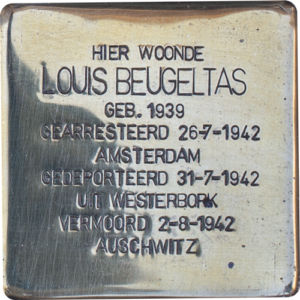 HIER WOONDE
LOUIS BEUGELTAS
GEB. 1939
GEARRESTEERD 26-7-1942
AMSTERDAM
GEDEPORTEERD 31-7-1942
UIT WESTERBORK
VERMOORD 2-8-1942
AUSCHWITZ